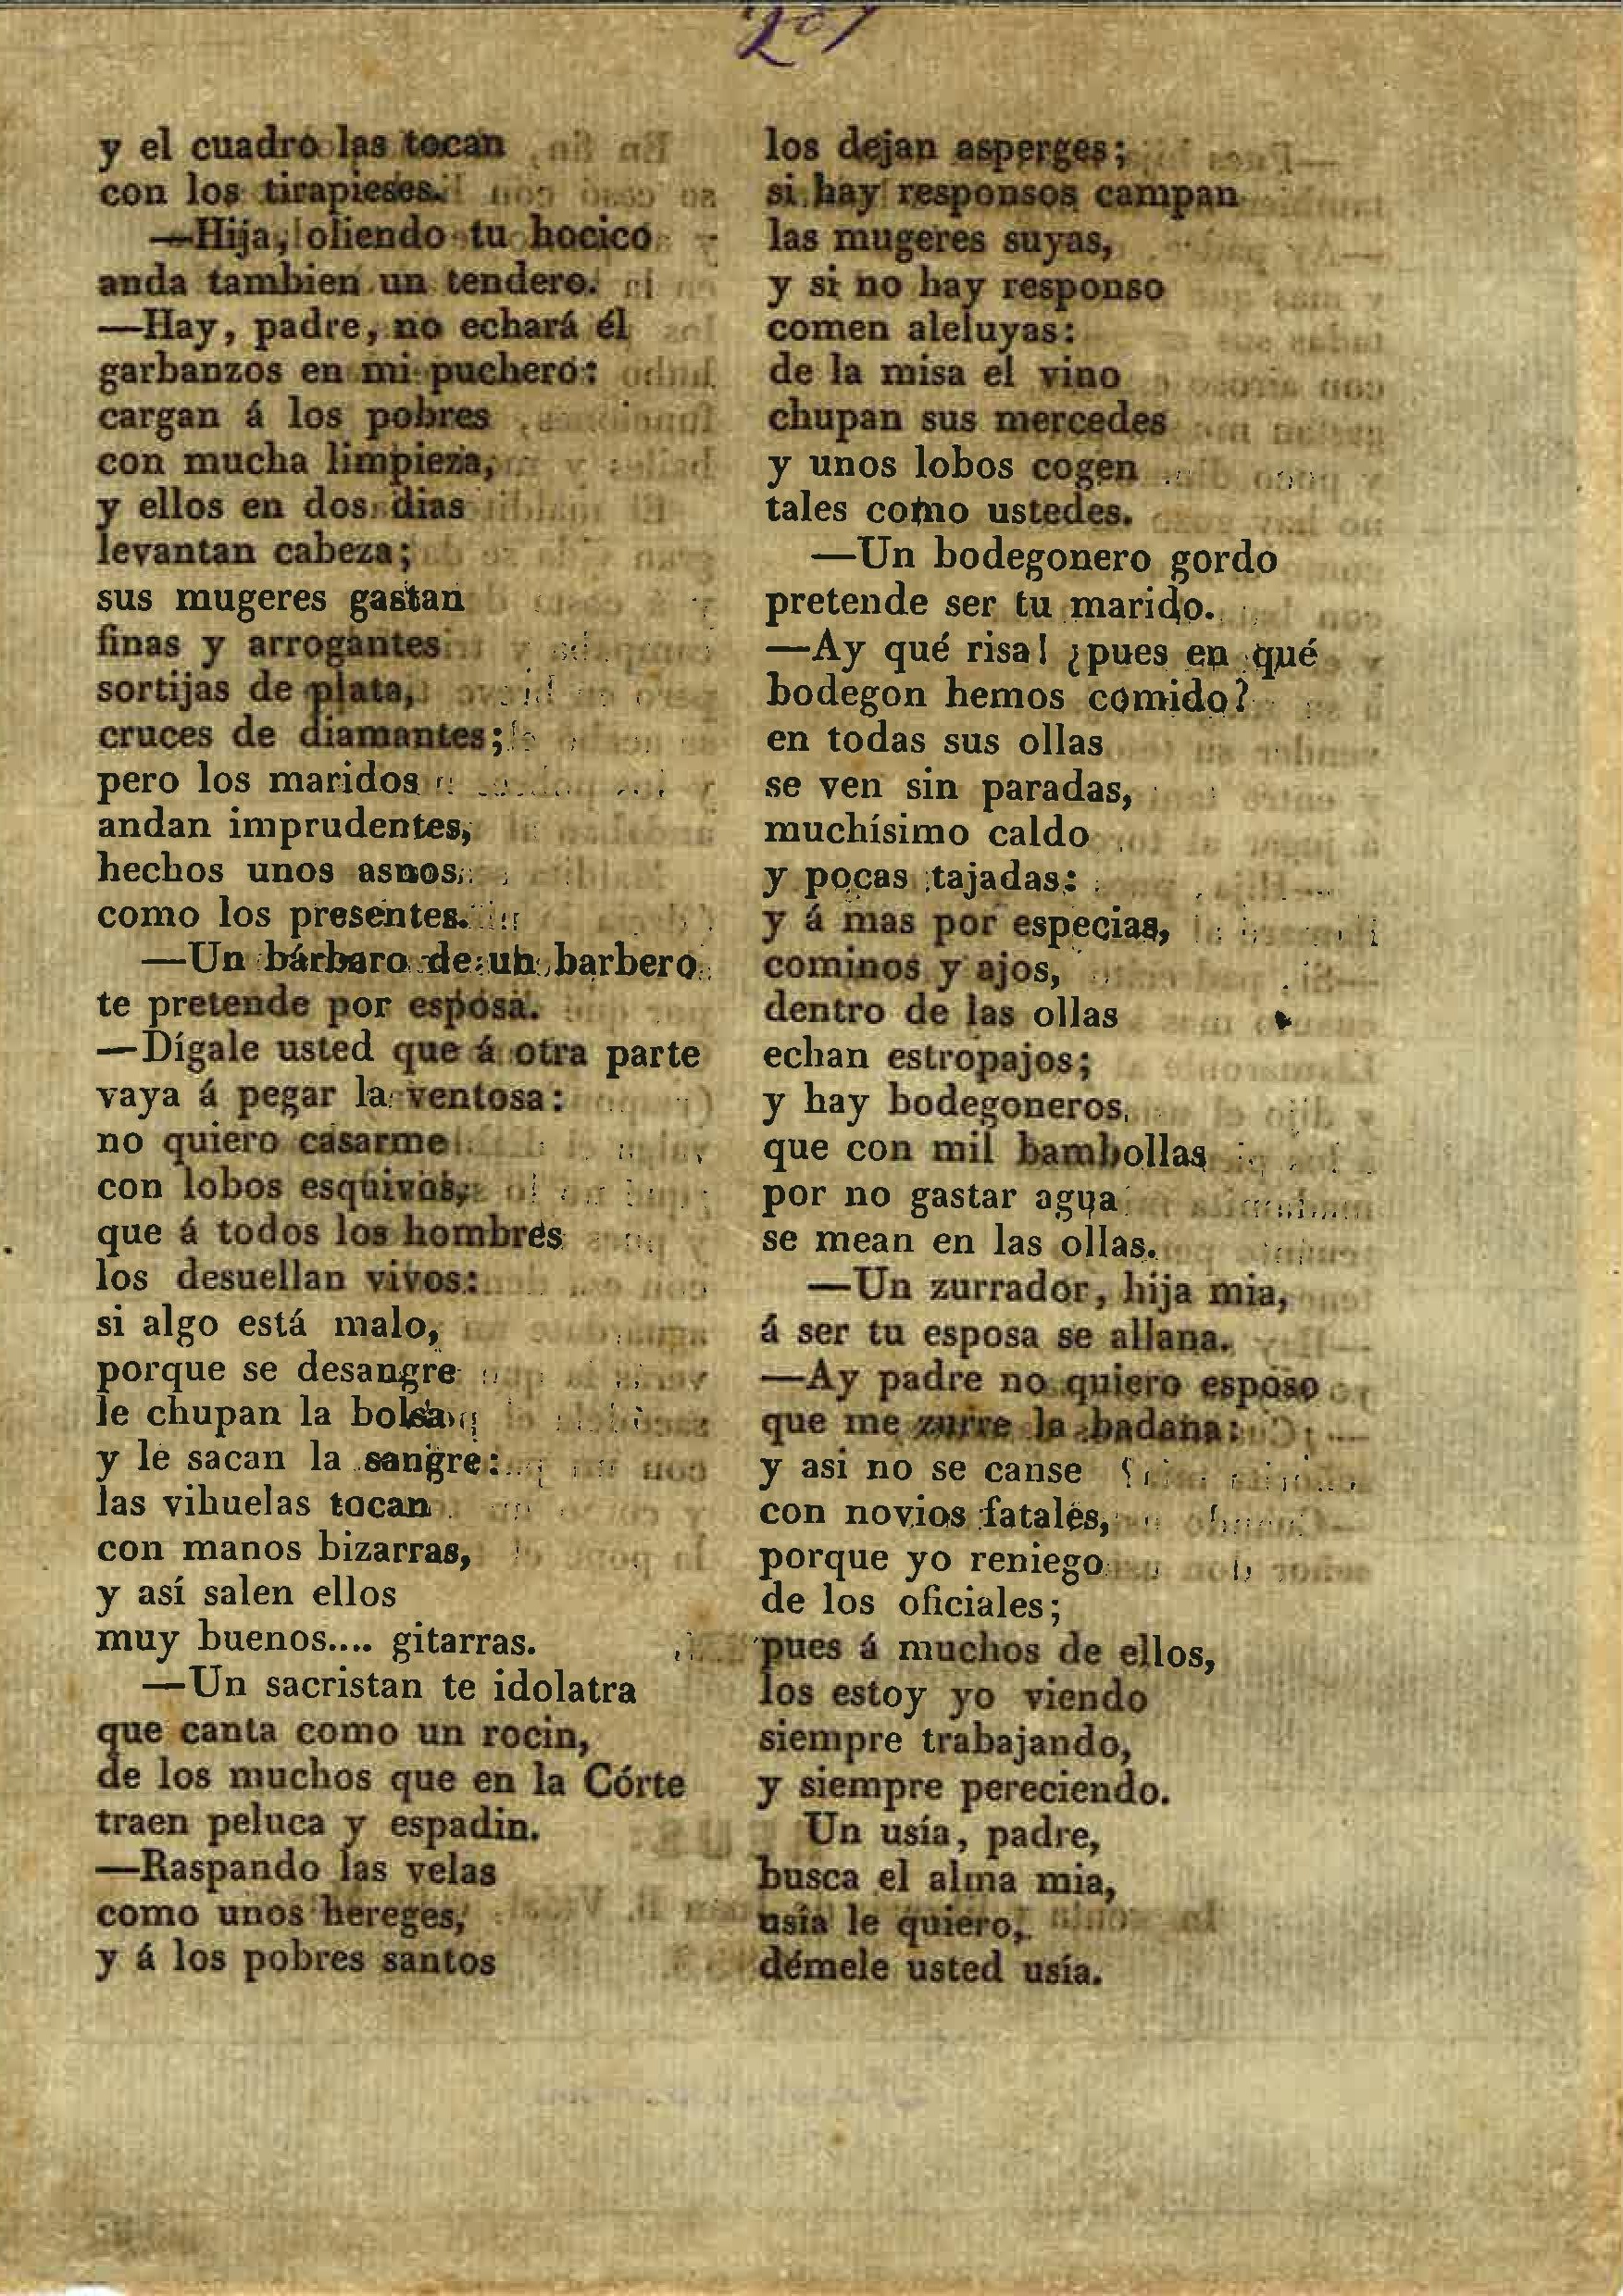 207
y el cuadro las tocan
con los tirapieses.
—Hija, oliendo tu hocico
anda tambien un tendero.
—Hay, padre, no echará él
garbanzos en mi puchero:
cargan á los pobres
con mucha limpieza,
y ellos en dos dias
levantan cabeza;
sus mugeres gastan
finas y arrogantes
sortijas de plata,
cruces de diamantes;
pero los maridos
andan imprudentes,
hechos unos asnos
como los presentes.
—Un bárbaro de un barbero
te pretende por esposa.
—Dígale usted que á otra parte
vaya á pegar la ventosa:
no quiero casarme
con lobos esquivos,
que á todos los hombres
los desuellan vivos:
si algo está malo,
porque se desangre
le chupan la bolsa
y le sacan la sangre:
las vihuelas tocan
con manos bizarras,
y así salen ellos
muy buenos.... gitarras.
—Un sacristan te idolatra
que canta como un rocin,
de los muchos que en la Córte
traen peluca y espadin.
—Raspando las velas
como unos hereges,
y á los pobres santos
los dejan asperges;
si hay responsos campan
las mugeres suyas,
y si no hay responso
comen aleluyas:
de la misa el vino
chupan sus mercedes
y unos lobos cogen
tales como ustedes.
—Un bodegonero gordo
pretende ser tu marido.
—Ay qué risa! ¿pues en qué
bodegon hemos comido?
en todas sus ollas
se ven sin paradas,
muchísimo caldo
y pocas tajadas:
y á mas por especias,
cominos y ajos,
dentro de las ollas
echan estropajos;
y hay bodegoneros
que con mil bambollas
por no gastar agua
se mean en las ollas.
—Un zurrador, hija mia,
á ser tu esposa se allana.
—Ay padre no quiero esposo
que me zurre la badana:
y asi no se canse
con novios fatales,
porque yo reniego
de los oficiales;
pues á muchos de ellos,
los estoy yo viendo
siempre trabajando,
y siempre pereciendo.
Un usía, padre,
busca el alma mia,
usía le quiero,
démele usted usía.